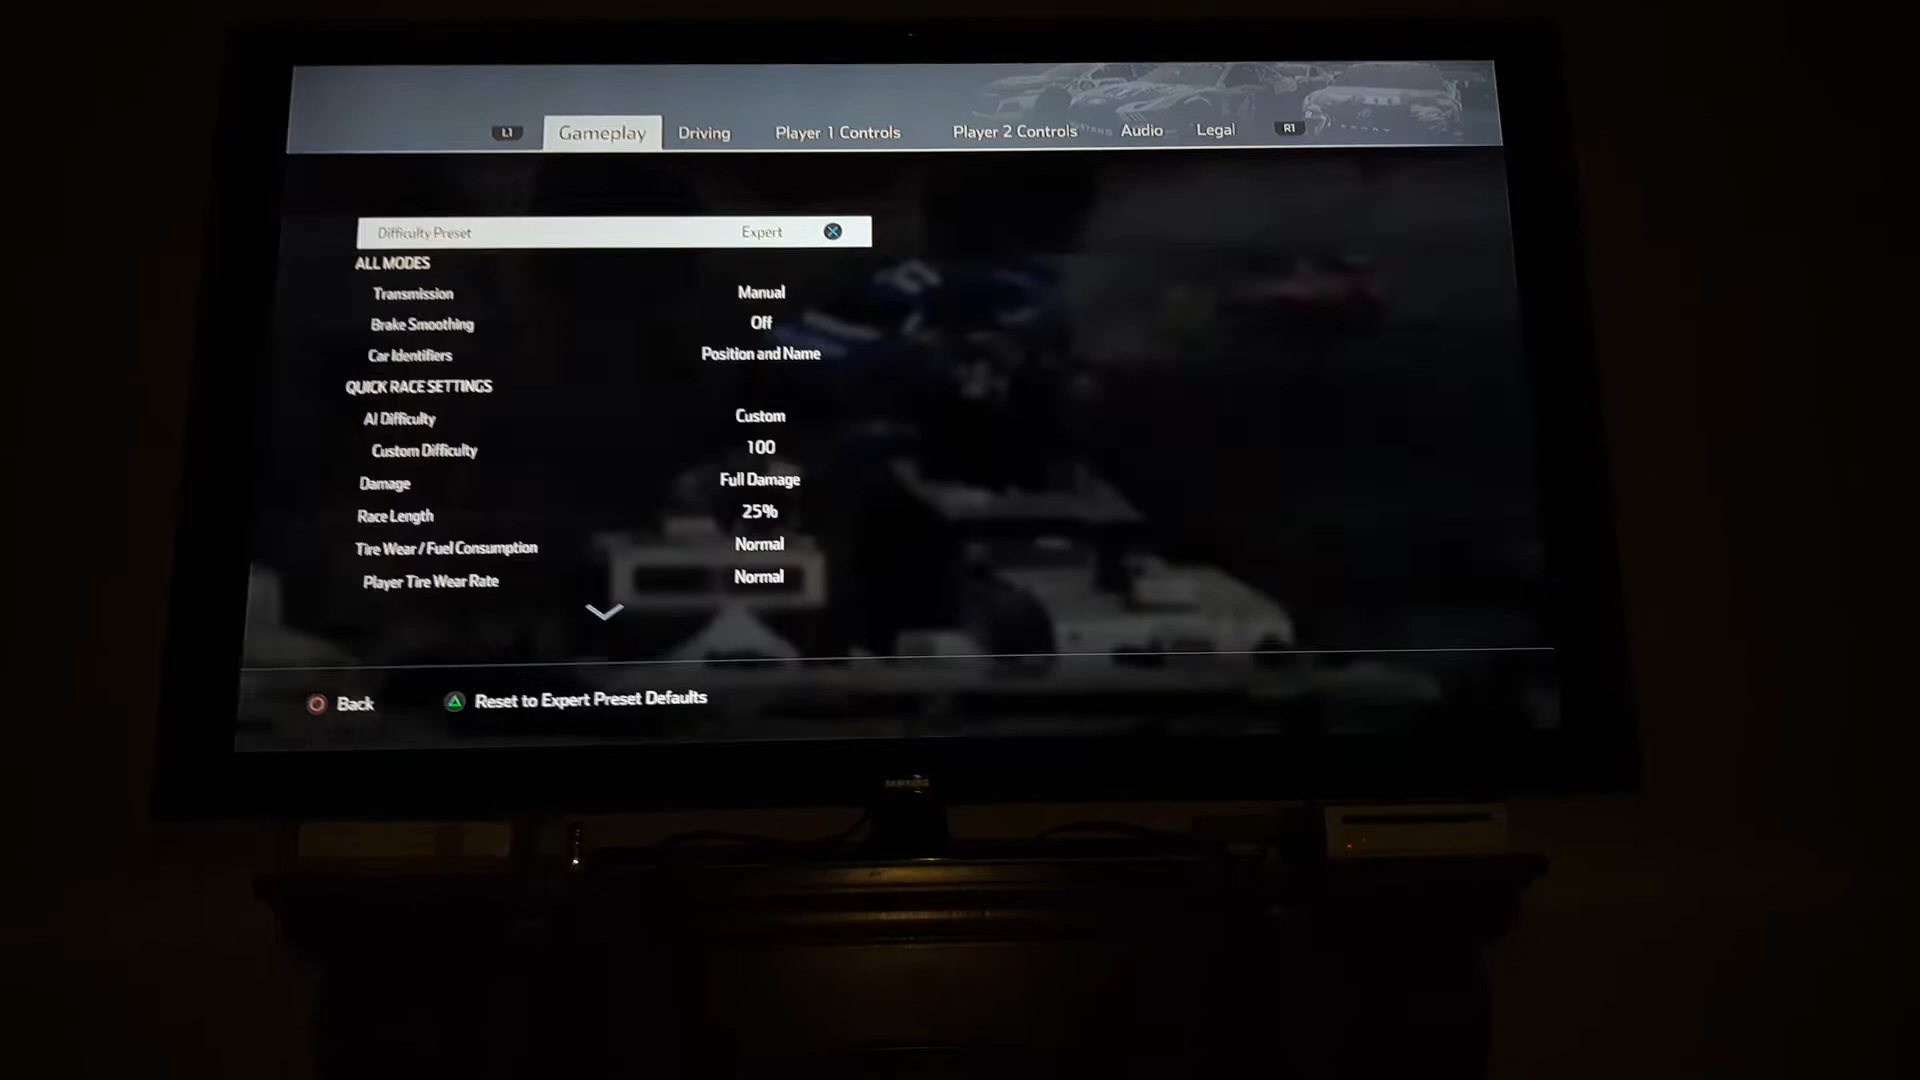 L1 Gameplay Driving Player 1 Controls Player 2 Controls Audio Legal R1
Difficulty Preset Expert
ALL MODES
Transmission Manual
Brake Smoothing Off
Car Identifiers Position and Name
QUICK RACE SETTINGS
AI Difficulty Custom
Custom Difficulty 100
Damage Full Damage
Race Length 25%
Tire Wear / Fuel Consumption Normal
Player Tire Wear Rate Normal
Back Reset to Expert Preset Defaults
SAMSUNG